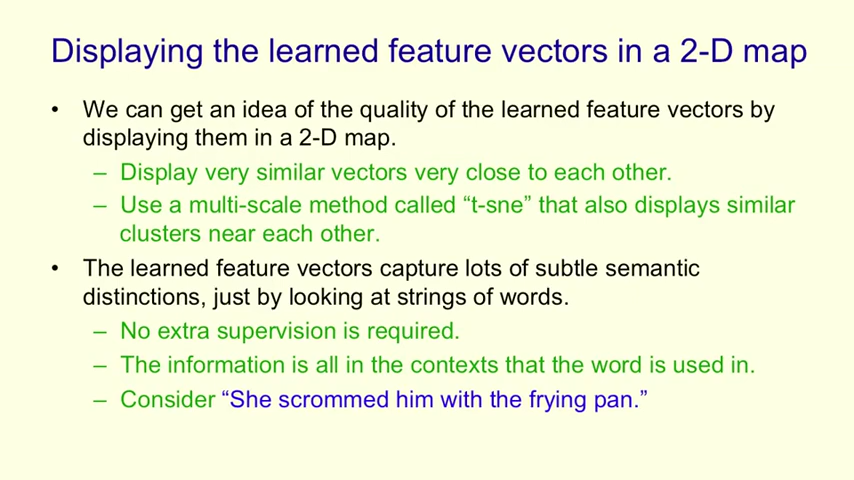 Displaying the learned feature vectors in a 2-D map
• We can get an idea of the quality of the learned feature vectors by
displaying them in a 2-D map.
– Display very similar vectors very close to each other.
– Use a multi-scale method called “t-sne” that also displays similar
clusters near each other.
• The learned feature vectors capture lots of subtle semantic
distinctions, just by looking at strings of words.
– No extra supervision is required.
– The information is all in the contexts that the word is used in.
– Consider “She scrommed him with the frying pan.”